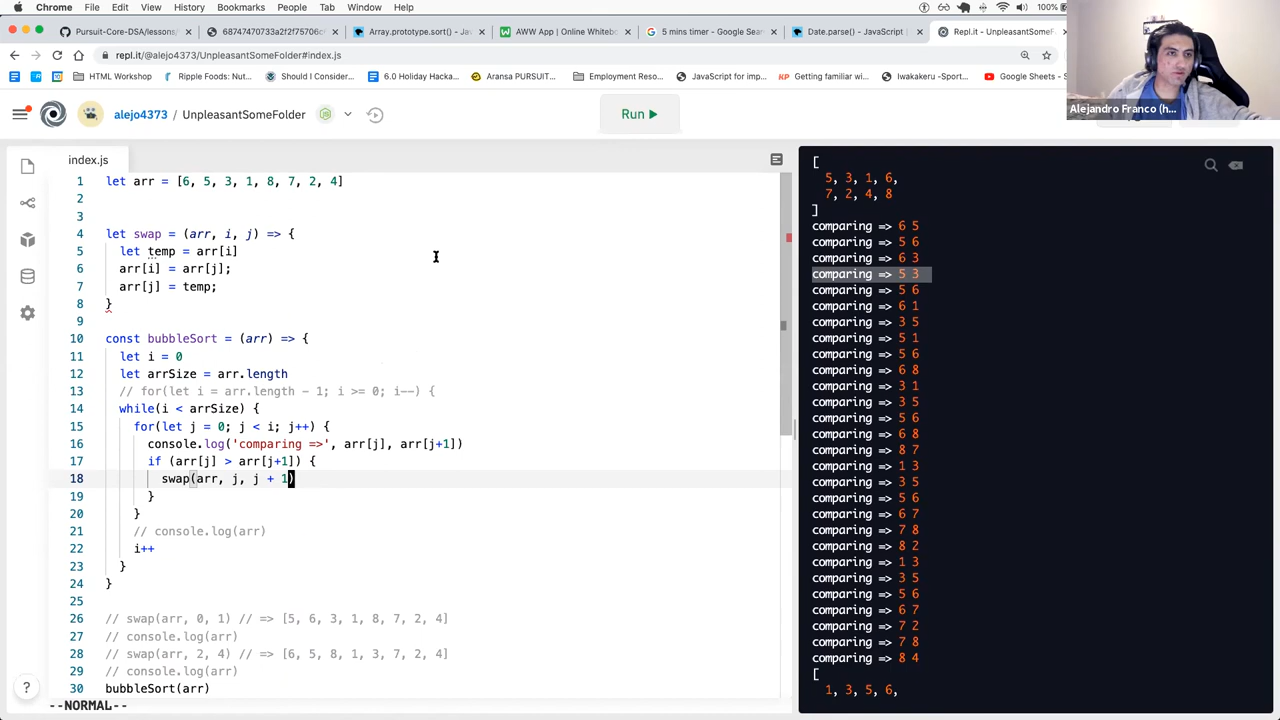 Chrome File Edit View History Bookmarks People Tab Window Help 100%
Pursuit-Core-DSA/lessons/ 68747470733a2f2f75706c Array.prototype.sort() - JavaS AWW App | Online Whiteboa 5 mins timer - Google Searc Date.parse() - JavaScript | M Repl.it - UnpleasantSomeF
repl.it/@alejo4373/UnpleasantSomeFolder#index.js
HTML Workshop Ripple Foods: Nut... Should I Consider... 6.0 Holiday Hacka... Aransa PURSUIT... Employment Reso... JavaScript for imp... NP Getting familiar w... Iwakakeru - Speak... Google Sheets -
Alejandro Franco (h...
alejo4373 / UnpleasantSomeFolder
Run
index.js
1 let arr = [6, 5, 3, 1, 8, 7, 2, 4]
2
3
4 let swap = (arr, i, j) => {
5 let temp = arr[i]
6 arr[i] = arr[j];
7 arr[j] = temp;
8 }
9
10 const bubbleSort = (arr) => {
11 let i = 0
12 let arrSize = arr.length
13 // for(let i = arr.length - 1; i >= 0; i--) {
14 while(i < arrSize) {
15 for(let j = 0; j < i; j++) {
16 console.log('comparing =>', arr[j], arr[j+1])
17 if (arr[j] > arr[j+1]) {
18 swap(arr, j, j + 1)
19 }
20 }
21 // console.log(arr)
22 i++
23 }
24 }
25
26 // swap(arr, 0, 1) // => [5, 6, 3, 1, 8, 7, 2, 4]
27 // console.log(arr)
28 // swap(arr, 2, 4) // => [6, 5, 8, 1, 3, 7, 2, 4]
29 // console.log(arr)
30 bubbleSort(arr)
--NORMAL--
?
[
5, 3, 1, 6,
7, 2, 4, 8
]
comparing => 6 5
comparing => 5 6
comparing => 6 3
comparing => 5 3
comparing => 5 6
comparing => 6 1
comparing => 3 5
comparing => 5 1
comparing => 5 6
comparing => 6 8
comparing => 3 1
comparing => 3 5
comparing => 5 6
comparing => 6 8
comparing => 8 7
comparing => 1 3
comparing => 3 5
comparing => 5 6
comparing => 6 7
comparing => 7 8
comparing => 8 2
comparing => 1 3
comparing => 3 5
comparing => 5 6
comparing => 6 7
comparing => 7 2
comparing => 7 8
comparing => 8 4
[
1, 3, 5, 6,